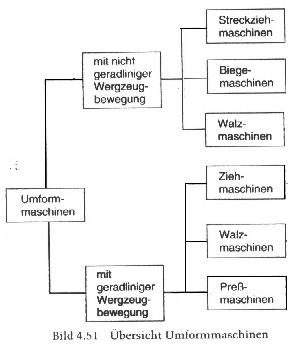 Streckzieh-
maschinen
mit nicht
geradliniger
Wergzeug-
bewegung
Biege-
maschinen
Walz-
maschinen
Umform-
maschinen
Zieh-
maschinen
Walz-
maschinen
mit
geradliniger
Wergzeug-
bewegung
Preß-
maschinen
Bild 4.51 Übersicht Umformmaschinen